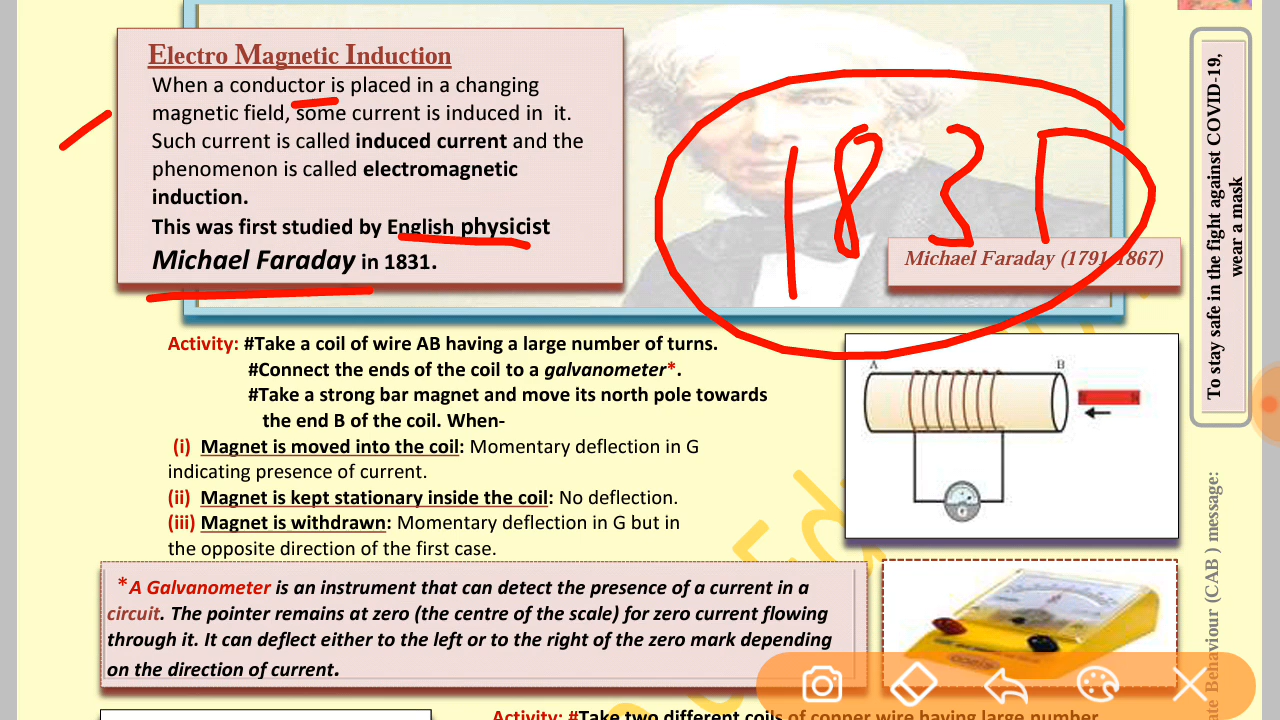 Electro Magnetic Induction
When a conductor is placed in a changing
magnetic field, some current is induced in it.
Such current is called induced current and the
phenomenon is called electromagnetic
induction.
This was first studied by English physicist
Michael Faraday in 1831.
1831
Michael Faraday (1791-1867)
Activity: #Take a coil of wire AB having a large number of turns.
#Connect the ends of the coil to a galvanometer*.
#Take a strong bar magnet and move its north pole towards
the end B of the coil. When-
(i) Magnet is moved into the coil: Momentary deflection in G
indicating presence of current.
(ii) Magnet is kept stationary inside the coil: No deflection.
(iii) Magnet is withdrawn: Momentary deflection in G but in
the opposite direction of the first case.
A B
G
*A Galvanometer is an instrument that can detect the presence of a current in a
circuit. The pointer remains at zero (the centre of the scale) for zero current flowing
through it. It can deflect either to the left or to the right of the zero mark depending
on the direction of current.
Activity: #Take two different coils of copper wire having large number
To stay safe in the fight against COVID-19,
wear a mask
Behaviour (CAB ) message: